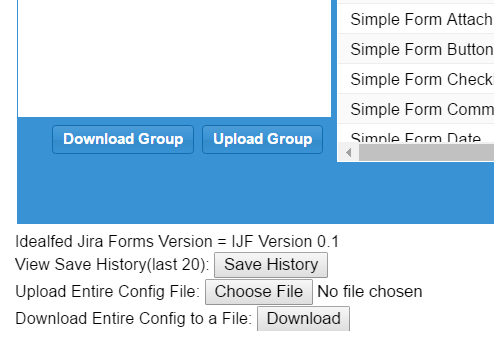 Simple Form Attach
Simple Form Button
Simple Form Check
Simple Form Comm
Simple Form Date
Download Group Upload Group
Idealfed Jira Forms Version = IJF Version 0.1
View Save History(last 20): Save History
Upload Entire Config File: Choose File No file chosen
Download Entire Config to a File: Download